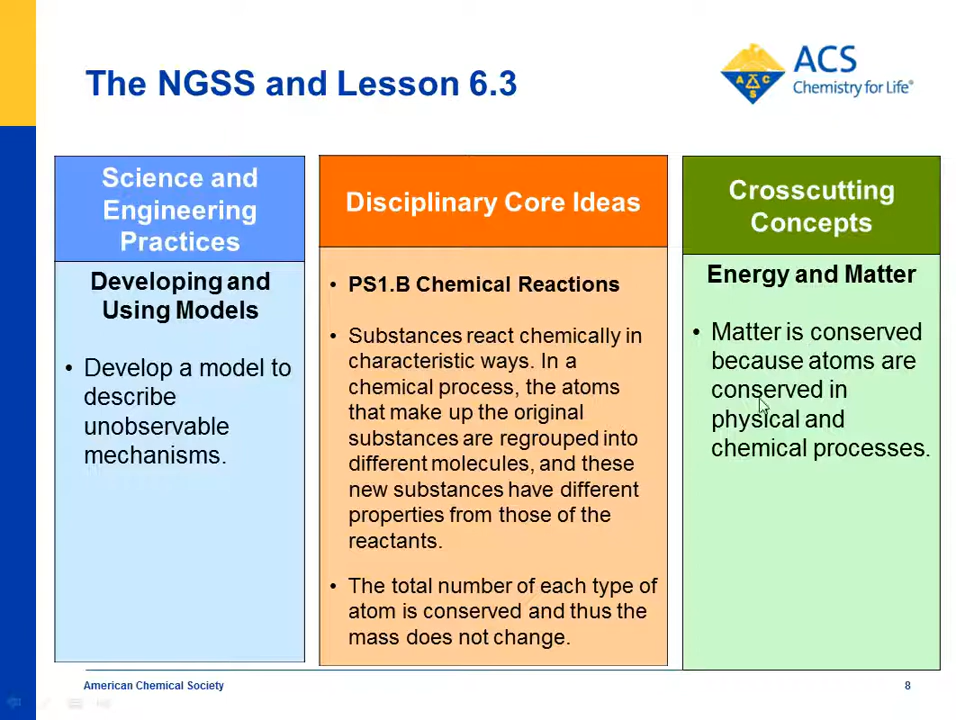 The NGSS and Lesson 6.3
ACS
Chemistry for Life®
A C C S
Science and
Engineering
Practices
Developing and
Using Models
• Develop a model to
describe
unobservable
mechanisms.
Disciplinary Core Ideas
• PS1.B Chemical Reactions
• Substances react chemically in
characteristic ways. In a
chemical process, the atoms
that make up the original
substances are regrouped into
different molecules, and these
new substances have different
properties from those of the
reactants.
• The total number of each type of
atom is conserved and thus the
mass does not change.
Crosscutting
Concepts
Energy and Matter
• Matter is conserved
because atoms are
conserved in
physical and
chemical processes.
American Chemical Society
8